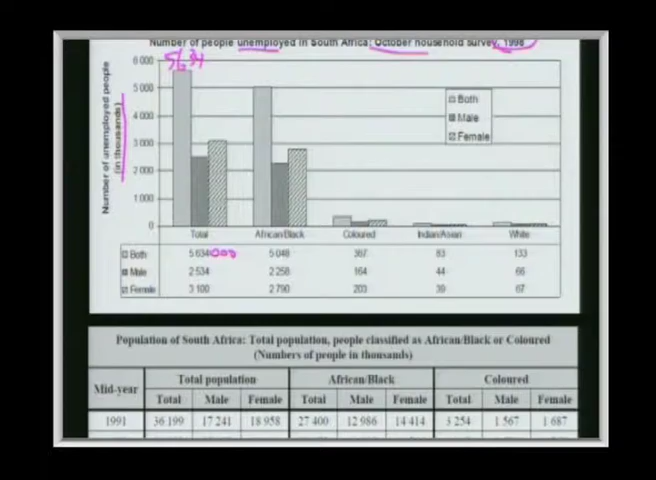 Number of people unemployed in South Africa: October household survey, 1998
5634
Number of unemployed people
(in thousands)
6 000
5 000
4 000
3 000
2 000
1 000
0
Both
Male
Female
Total African/Black Coloured Indian/Asian White
Both 5 634 000 5 048 367 83 133
Male 2 534 2 258 164 44 66
Female 3 100 2 790 203 39 67
Population of South Africa: Total population, people classified as African/Black or Coloured
(Numbers of people in thousands)
Mid-year Total population African/Black Coloured
Total Male Female Total Male Female Total Male Female
1991 36 199 17 241 18 958 27 400 12 986 14 414 3 254 1 567 1 687